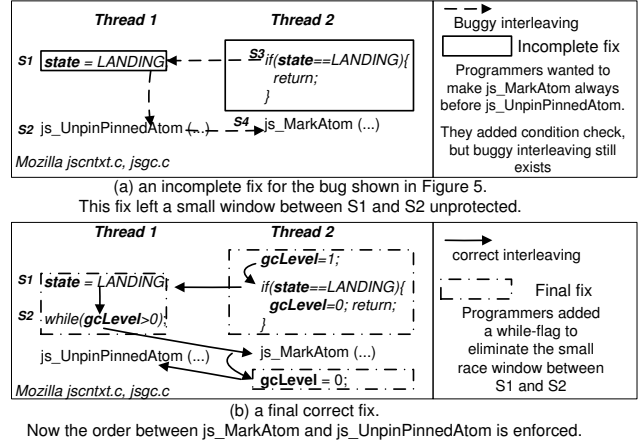 Thread 1
Thread 2
S1
state = LANDING
S3
if(state==LANDING){
return;
}
S2
js_UnpinPinnedAtom (...)
S4
js_MarkAtom (...)
Mozilla jscntxt.c, jsgc.c
Buggy interleaving
Incomplete fix
Programmers wanted to
make js_MarkAtom always
before js_UnpinPinnedAtom.
They added condition check,
but buggy interleaving still
exists
(a) an incomplete fix for the bug shown in Figure 5.
This fix left a small window between S1 and S2 unprotected.
Thread 1
Thread 2
gcLevel=1;
S1
state = LANDING;
if(state==LANDING){
gcLevel=0; return;
}
S2
while(gcLevel>0);
js_UnpinPinnedAtom (...)
js_MarkAtom (...)
gcLevel = 0;
Mozilla jscntxt.c, jsgc.c
correct interleaving
Final fix
Programmers added
a while-flag to
eliminate the small
race window between
S1 and S2
(b) a final correct fix.
Now the order between js_MarkAtom and js_UnpinPinnedAtom is enforced.